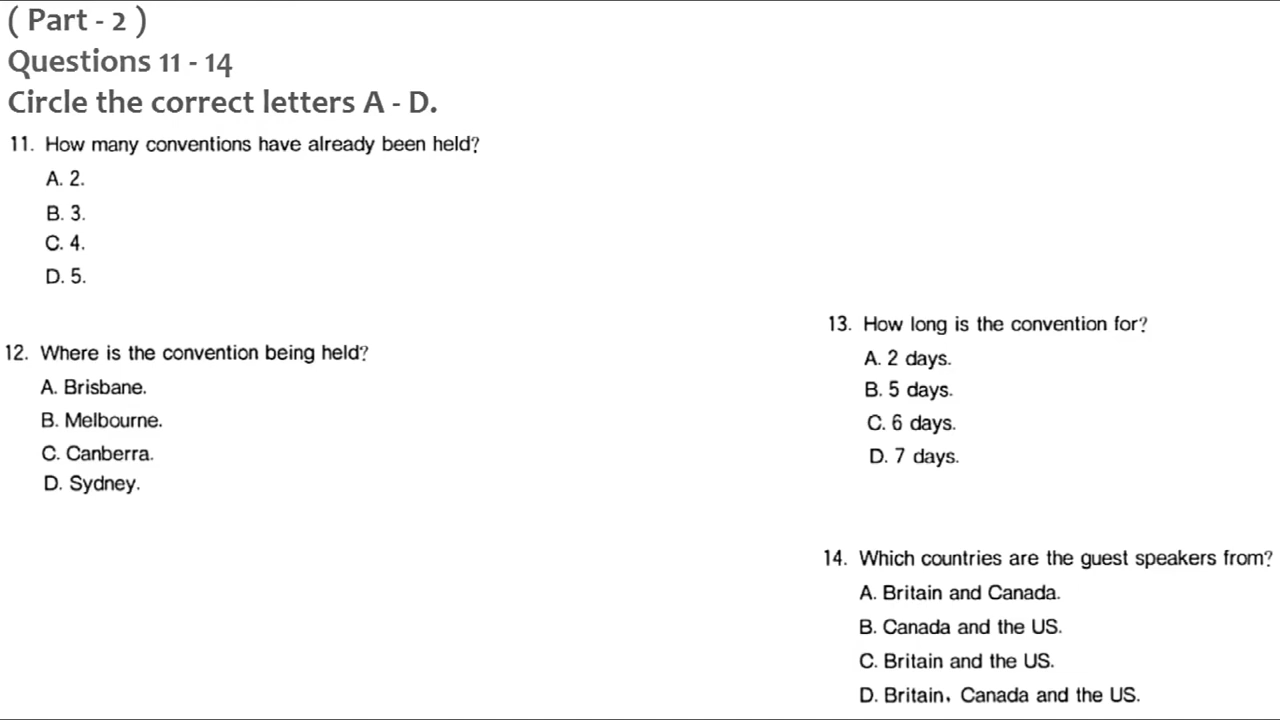 ( Part - 2 )
Questions 11 - 14
Circle the correct letters A - D.
11. How many conventions have already been held?
A. 2.
B. 3.
C. 4.
D. 5.
12. Where is the convention being held?
A. Brisbane.
B. Melbourne.
C. Canberra.
D. Sydney.
13. How long is the convention for?
A. 2 days.
B. 5 days.
C. 6 days.
D. 7 days.
14. Which countries are the guest speakers from?
A. Britain and Canada.
B. Canada and the US.
C. Britain and the US.
D. Britain, Canada and the US.